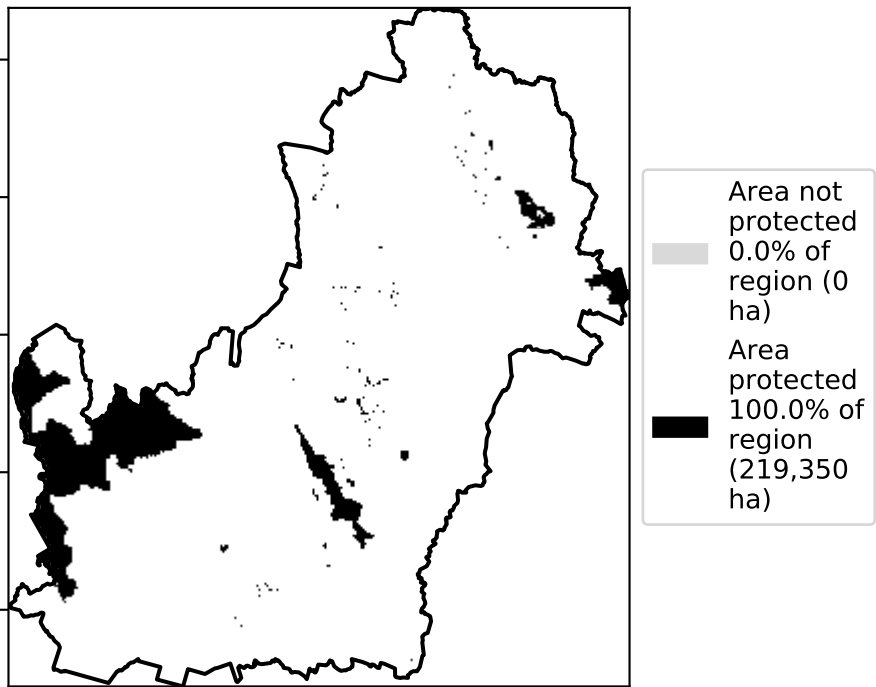 Area not
protected
0.0% of
region (0
ha)
Area
protected
100.0% of
region
(219,350
ha)